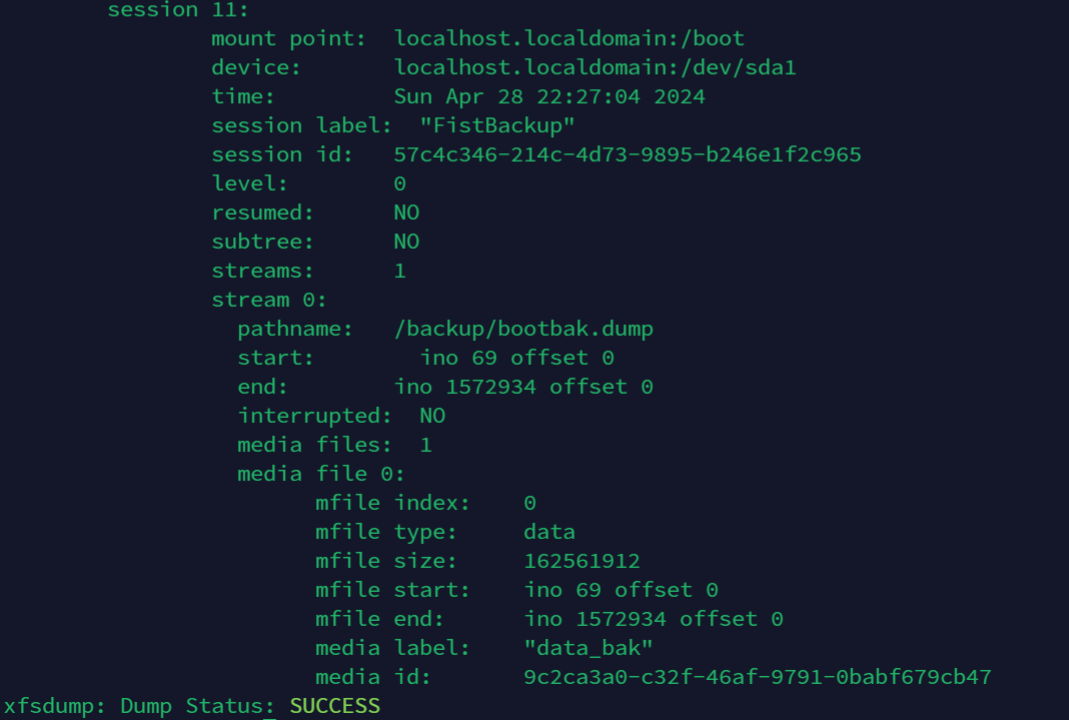 session 11:
mount point: localhost.localdomain:/boot
device: localhost.localdomain:/dev/sda1
time: Sun Apr 28 22:27:04 2024
session label: "FistBackup"
session id: 57c4c346-214c-4d73-9895-b246e1f2c965
level: 0
resumed: NO
subtree: NO
streams: 1
stream 0:
pathname: /backup/bootbak.dump
start: ino 69 offset 0
end: ino 1572934 offset 0
interrupted: NO
media files: 1
media file 0:
mfile index: 0
mfile type: data
mfile size: 162561912
mfile start: ino 69 offset 0
mfile end: ino 1572934 offset 0
media label: "data_bak"
media id: 9c2ca3a0-c32f-46af-9791-0babf679cb47
xfsdump: Dump Status: SUCCESS